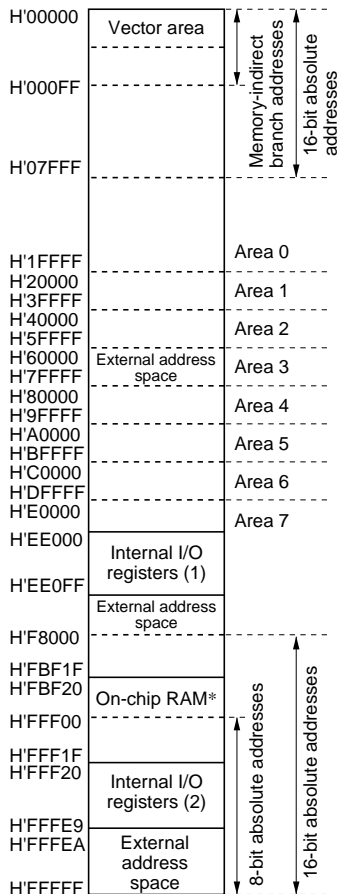 H'00000
Vector area
H'000FF
Memory-indirect
branch addresses
16-bit absolute
addresses
H'07FFF
H'1FFFF
Area 0
H'20000
H'3FFFF
Area 1
H'40000
H'5FFFF
Area 2
H'60000
H'7FFFF
External address
space
Area 3
H'80000
H'9FFFF
Area 4
H'A0000
H'BFFFF
Area 5
H'C0000
H'DFFFF
Area 6
H'E0000
Area 7
H'EE000
Internal I/O
registers (1)
H'EE0FF
External address
space
H'F8000
H'FBF1F
H'FBF20
On-chip RAM*
H'FFF00
H'FFF1F
H'FFF20
Internal I/O
registers (2)
H'FFFE9
H'FFFEA
External
address
space
H'FFFFF
8-bit absolute addresses
16-bit absolute addresses